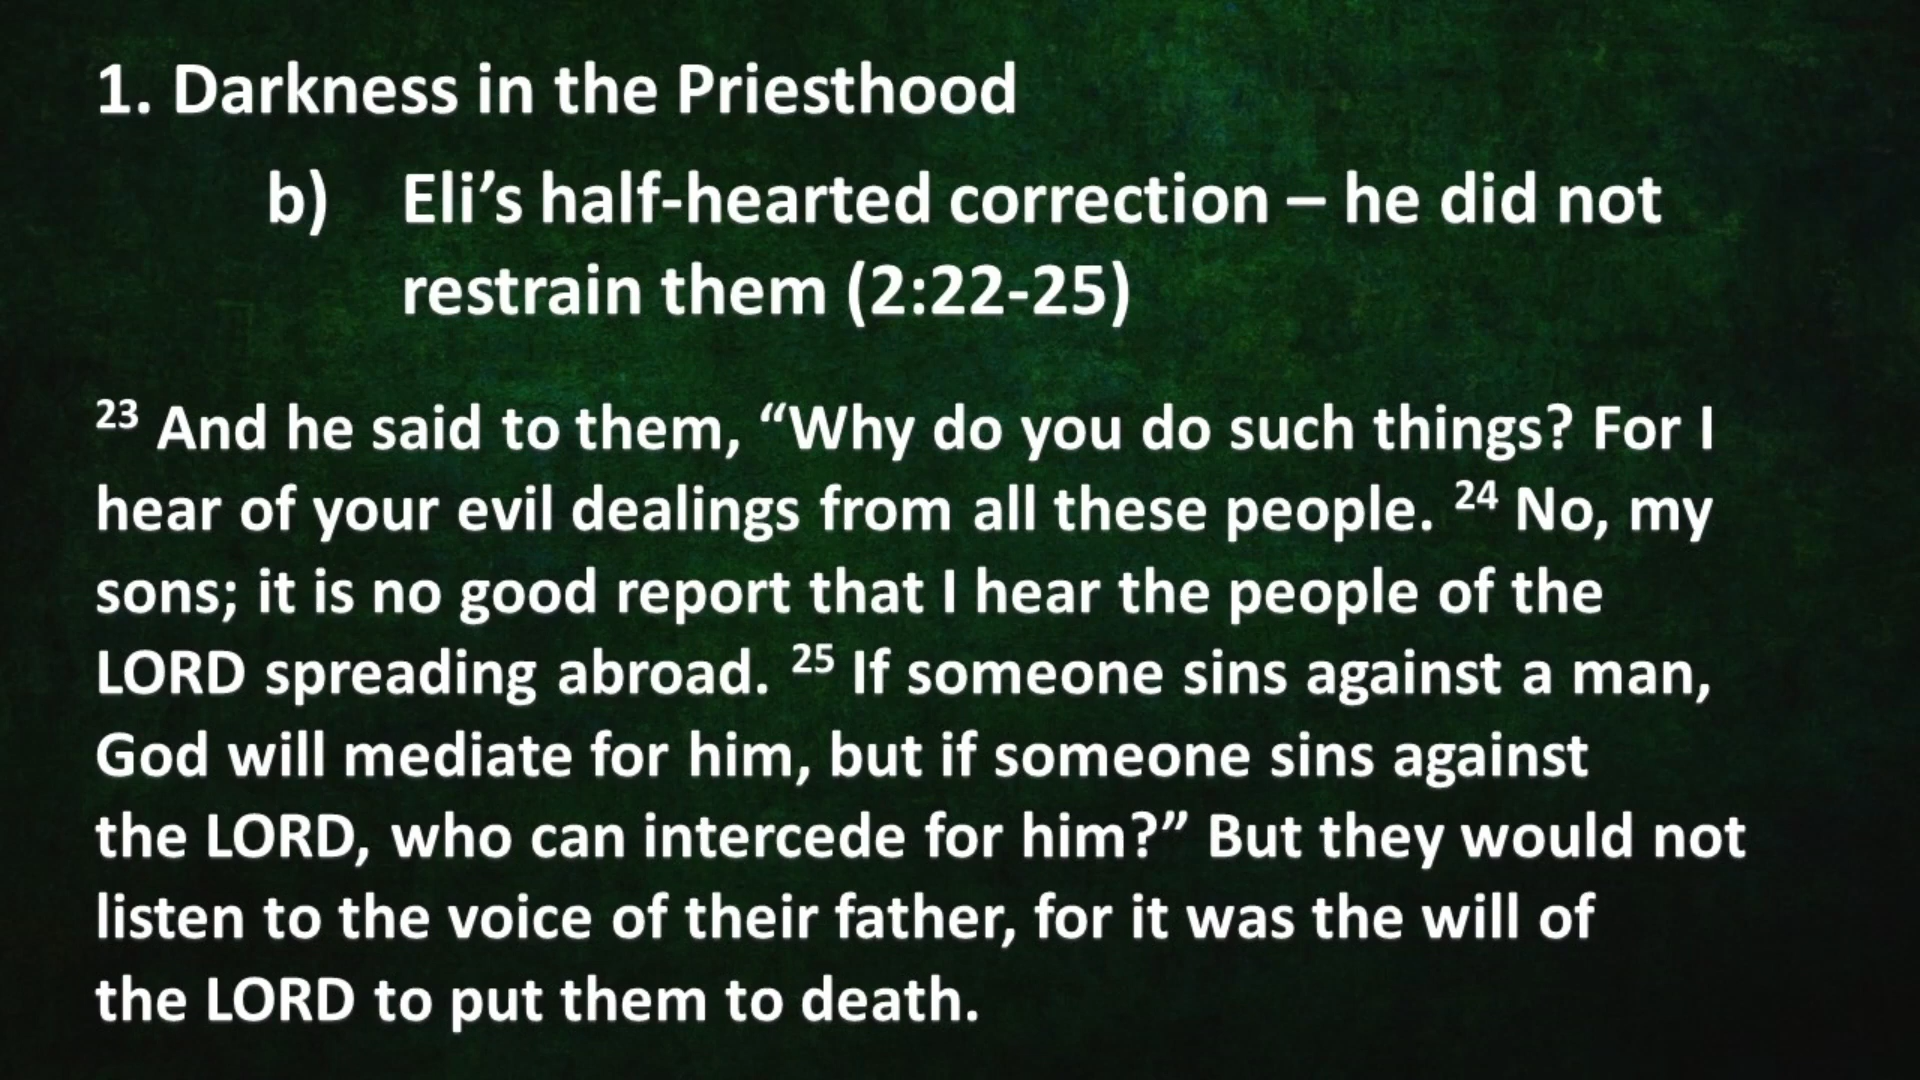 1. Darkness in the Priesthood
b) Eli’s half-hearted correction – he did not
restrain them (2:22-25)
23 And he said to them, “Why do you do such things? For I
hear of your evil dealings from all these people. 24 No, my
sons; it is no good report that I hear the people of the
LORD spreading abroad. 25 If someone sins against a man,
God will mediate for him, but if someone sins against
the LORD, who can intercede for him?” But they would not
listen to the voice of their father, for it was the will of
the LORD to put them to death.